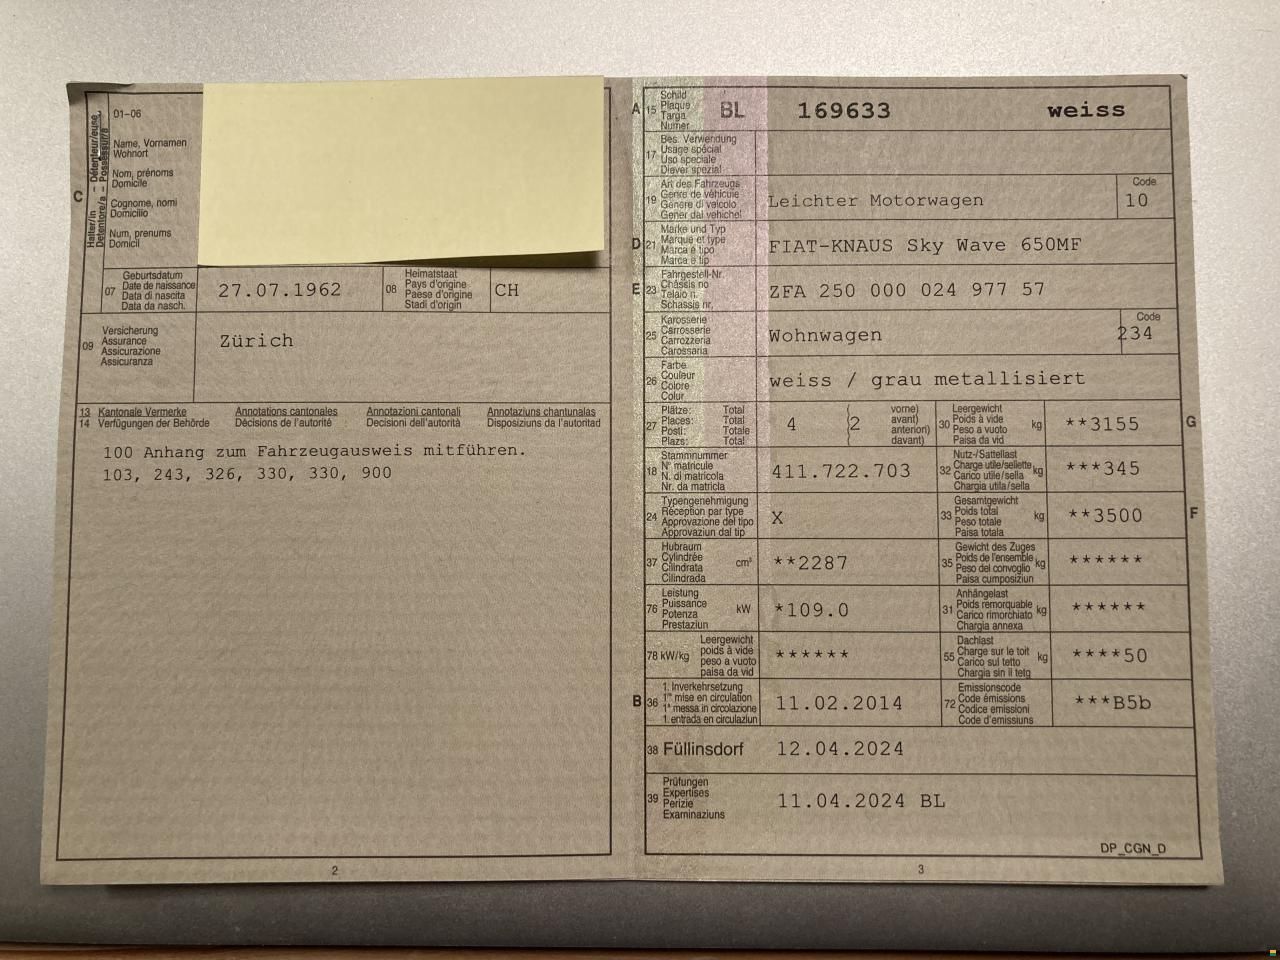 01-06
Halter/in – Détenteur/euse
Detentore/a – Possessur/a
C
Name, Vornamen
Wohnort
Nom, prénoms
Domicile
Cognome, nomi
Domicilio
Num, prenums
Domicil
07 Geburtsdatum
Date de naissance
Data di nascita
Data da nasch.
27.07.1962
08 Heimatstaat
Pays d'origine
Paese d'origine
Stadi d'origin
CH
09 Versicherung
Assurance
Assicurazione
Assicuranza
Zürich
13 Kantonale Vermerke Annotations cantonales Annotazioni cantonali Annotaziuns chantunalas
14 Verfügungen der Behörde Décisions de l'autorité Decisioni dell'autorità Disposiziuns da l'autoritad
100 Anhang zum Fahrzeugausweis mitführen.
103, 243, 326, 330, 330, 900
2
A 15 Schild
Plaque
Targa
Numer
BL 169633 weiss
17 Bes. Verwendung
Usage spécial
Uso speciale
Diever spezial
19 Art des Fahrzeugs
Genre de véhicule
Genere di veicolo
Gener dal vehichel
Leichter Motorwagen
Code
10
D 21 Marke und Typ
Marque et type
Marca e tipo
Marca e tip
FIAT-KNAUS Sky Wave 650MF
E 23 Fahrgestell-Nr.
Châssis no
Telaio n.
Schassis nr.
ZFA 250 000 024 977 57
25 Karosserie
Carrosserie
Carrozzeria
Carossaria
Wohnwagen
Code
234
26 Farbe
Couleur
Colore
Colur
weiss / grau metallisiert
27 Plätze: Total
Places: Total
Posti: Totale
Plazs: Total
4 2
vorne)
avant)
anteriori)
davant)
30 Leergewicht
Poids à vide
Peso a vuoto
Paisa da vid
kg
**3155
G
18 Stammnummer
N° matricule
N. di matricola
Nr. da matricla
411.722.703
32 Nutz-/Sattellast
Charge utile/sellette
Carico utile/sella
Chargia utila/sella
kg
***345
24 Typengenehmigung
Réception par type
Approvazione del tipo
Approvaziun dal tip
X
33 Gesamtgewicht
Poids total
Peso totale
Paisa totala
kg
**3500
F
37 Hubraum
Cylindrée
Cilindrata
Cilindrada
cm³
**2287
35 Gewicht des Zuges
Poids de l'ensemble
Peso del convoglio
Paisa cumposiziun
kg
******
76 Leistung
Puissance
Potenza
Prestaziun
kW
*109.0
31 Anhängelast
Poids remorquable
Carico rimorchiato
Chargia annexa
kg
******
78 kW/kg Leergewicht
poids à vide
peso a vuoto
paisa da vid
******
55 Dachlast
Charge sur le toit
Carico sul tetto
Chargia sin il tetg
kg
****50
B 36 1. Inverkehrsetzung
1re mise en circulation
1a messa in circolazione
1. entrada en circulaziun
11.02.2014
72 Emissionscode
Code émissions
Codice emissioni
Code d'emissiuns
***B5b
38 Füllinsdorf 12.04.2024
39 Prüfungen
Expertises
Perizie
Examinaziuns
11.04.2024 BL
DP_CGN_D
3